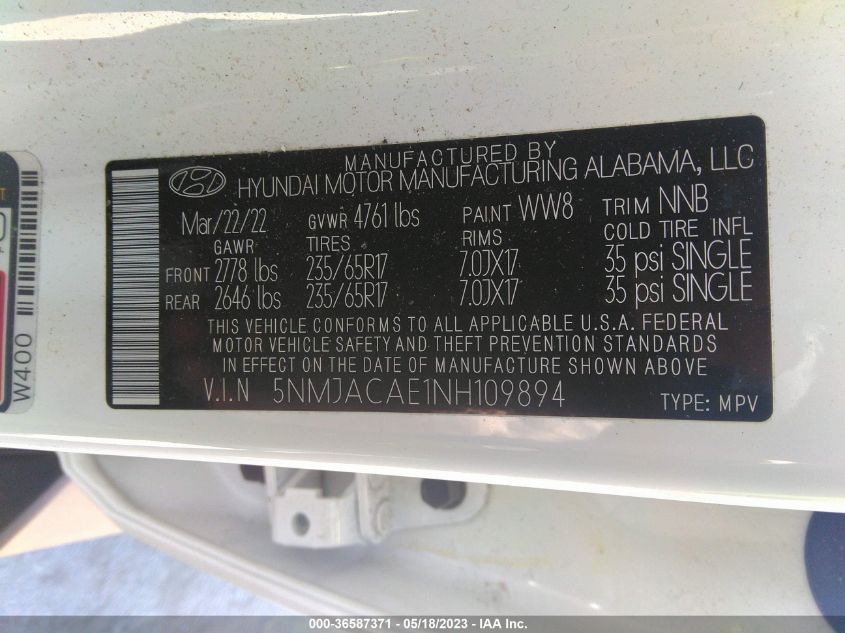 MANUFACTURED BY
HYUNDAI MOTOR MANUFACTURING ALABAMA, LLC
Mar/22/22 GVWR 4761 lbs PAINT WW8 TRIM NNB
GAWR TIRES RIMS COLD TIRE INFL
FRONT 2778 lbs 235/65R17 7.0JX17 35 psi SINGLE
REAR 2646 lbs 235/65R17 7.0JX17 35 psi SINGLE
THIS VEHICLE CONFORMS TO ALL APPLICABLE U.S.A. FEDERAL
MOTOR VEHICLE SAFETY AND THEFT PREVENTION STANDARDS
IN EFFECT ON THE DATE OF MANUFACTURE SHOWN ABOVE
V.I.N 5NMJACAE1NH109894 TYPE: MPV
W400
000-36587371 - 05/18/2023 - IAA Inc.